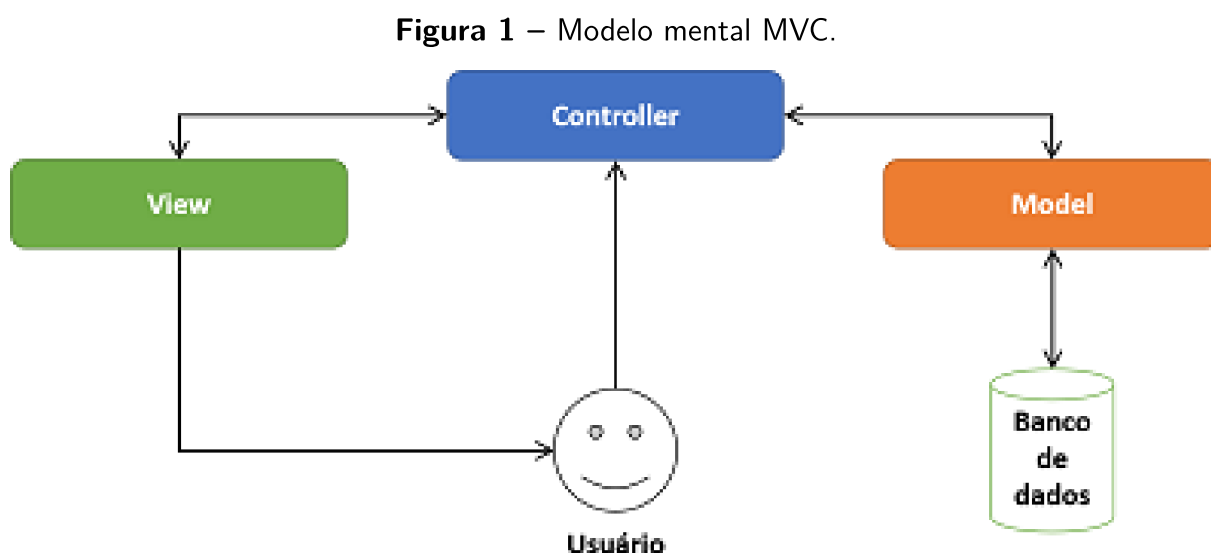 Figura 1 – Modelo mental MVC.
Controller
View
Model
Banco
de
dados
Usuário